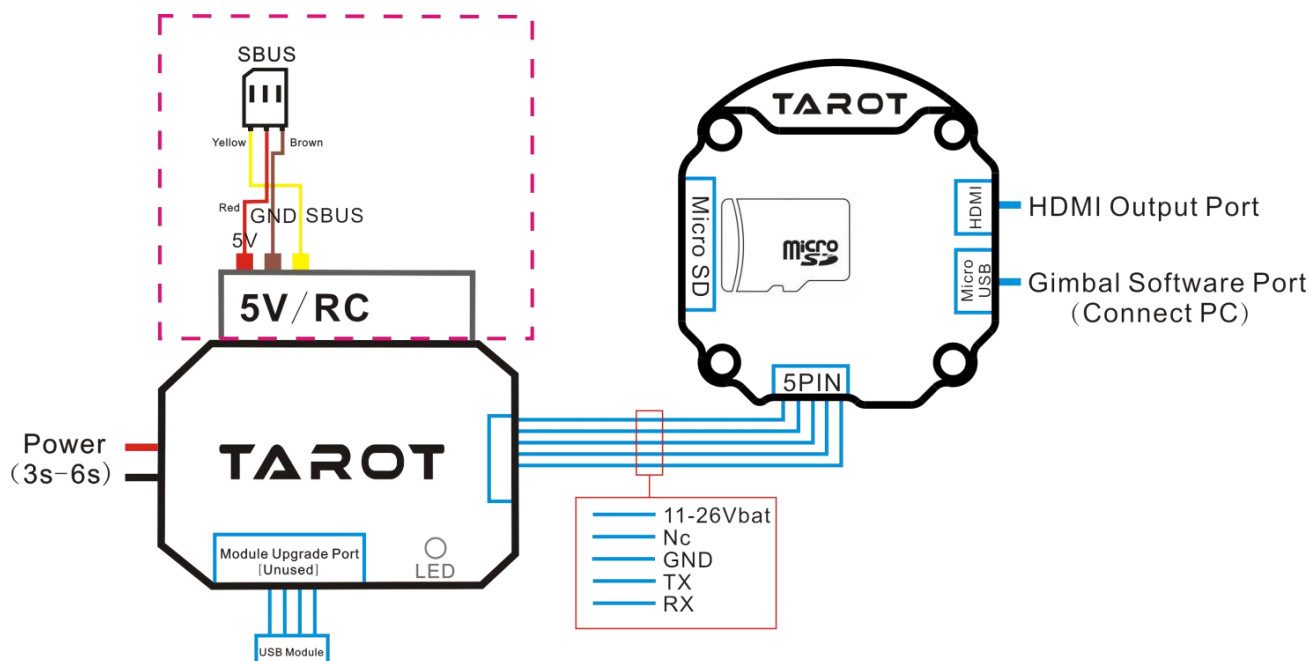 SBUS
Yellow
Brown
Red
GND SBUS
5V
5V/RC
Power
(3s-6s)
TAROT
Module Upgrade Port
[Unused]
LED
USB Module
TAROT
Micro SD
micro
SD
HDMI
HDMI Output Port
Micro
USB
Gimbal Software Port
(Connect PC)
5PIN
11-26Vbat
Nc
GND
TX
RX